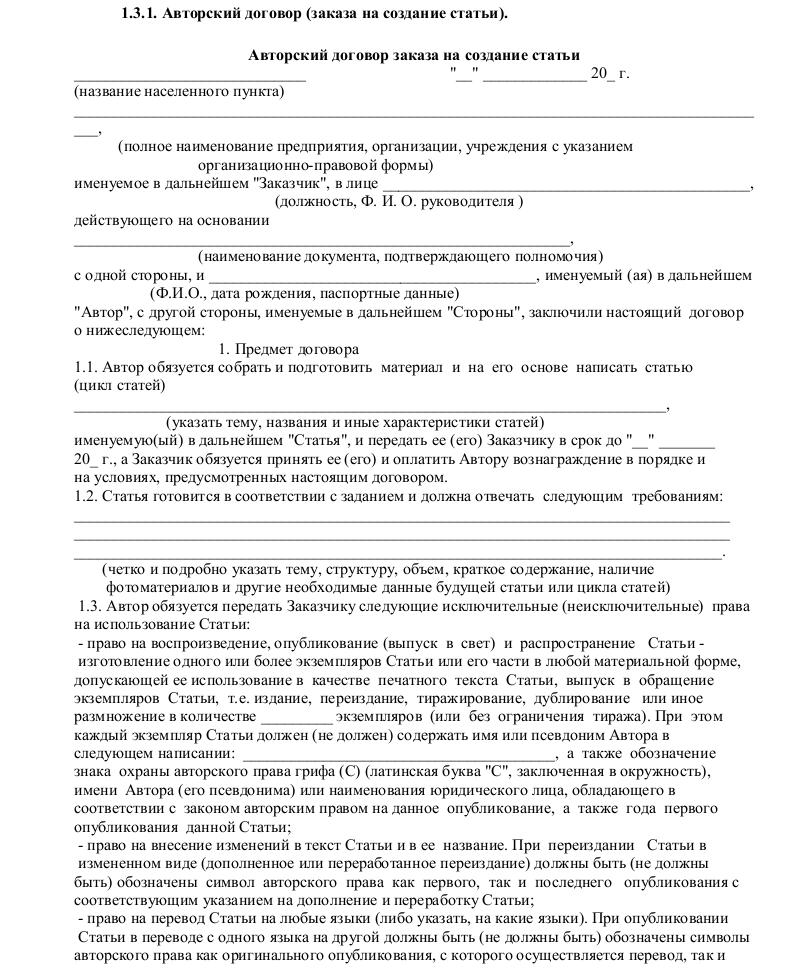 1.3.1. Авторский договор (заказа на создание статьи).
Авторский договор заказа на создание статьи
______________________________ "__" _____________ 20_ г.
(название населенного пункта)
________________________________________________________________________________________
___,
(полное наименование предприятия, организации, учреждения с указанием
организационно-правовой формы)
именуемое в дальнейшем "Заказчик", в лице _______________________________________________,
(должность, Ф. И. О. руководителя )
действующего на основании
________________________________________________________________,
(наименование документа, подтверждающего полномочия)
с одной стороны, и __________________________________________, именуемый (ая) в дальнейшем
(Ф.И.О., дата рождения, паспортные данные)
"Автор", с другой стороны, именуемые в дальнейшем "Стороны", заключили настоящий договор
о нижеследующем:
1. Предмет договора
1.1. Автор обязуется собрать и подготовить материал и на его основе написать статью
(цикл статей)
____________________________________________________________________________,
(указать тему, названия и иные характеристики статей)
именуемую(ый) в дальнейшем "Статья", и передать ее (его) Заказчику в срок до "__" _______
20_ г., а Заказчик обязуется принять ее (его) и оплатить Автору вознаграждение в порядке и
на условиях, предусмотренных настоящим договором.
1.2. Статья готовится в соответствии с заданием и должна отвечать следующим требованиям:
_____________________________________________________________________________________
_____________________________________________________________________________________
____________________________________________________________________________________.
(четко и подробно указать тему, структуру, объем, краткое содержание, наличие
фотоматериалов и другие необходимые данные будущей статьи или цикла статей)
1.3. Автор обязуется передать Заказчику следующие исключительные (неисключительные) права
на использование Статьи:
- право на воспроизведение, опубликование (выпуск в свет) и распространение Статьи -
изготовление одного или более экземпляров Статьи или его части в любой материальной форме,
допускающей ее использование в качестве печатного текста Статьи, выпуск в обращение
экземпляров Статьи, т.е. издание, переиздание, тиражирование, дублирование или иное
размножение в количестве _________ экземпляров (или без ограничения тиража). При этом
каждый экземпляр Статьи должен (не должен) содержать имя или псевдоним Автора в
следующем написании: ________________________________________, а также обозначение
знака охраны авторского права грифа (С) (латинская буква "С", заключенная в окружность),
имени Автора (его псевдонима) или наименования юридического лица, обладающего в
соответствии с законом авторским правом на данное опубликование, а также года первого
опубликования данной Статьи;
- право на внесение изменений в текст Статьи и в ее название. При переиздании Статьи в
измененном виде (дополненное или переработанное переиздание) должны быть (не должны
быть) обозначены символ авторского права как первого, так и последнего опубликования с
соответствующим указанием на дополнение и переработку Статьи;
- право на перевод Статьи на любые языки (либо указать, на какие языки). При опубликовании
Статьи в переводе с одного языка на другой должны быть (не должны быть) обозначены символы
авторского права как оригинального опубликования, с которого осуществляется перевод, так и